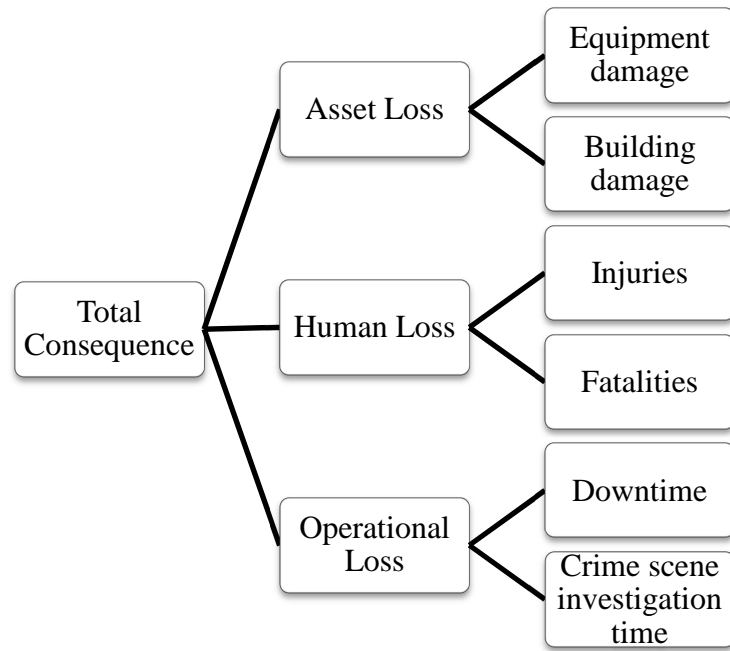 Total
Consequence
Asset Loss
Equipment
damage
Building
damage
Human Loss
Injuries
Fatalities
Operational
Loss
Downtime
Crime scene
investigation
time